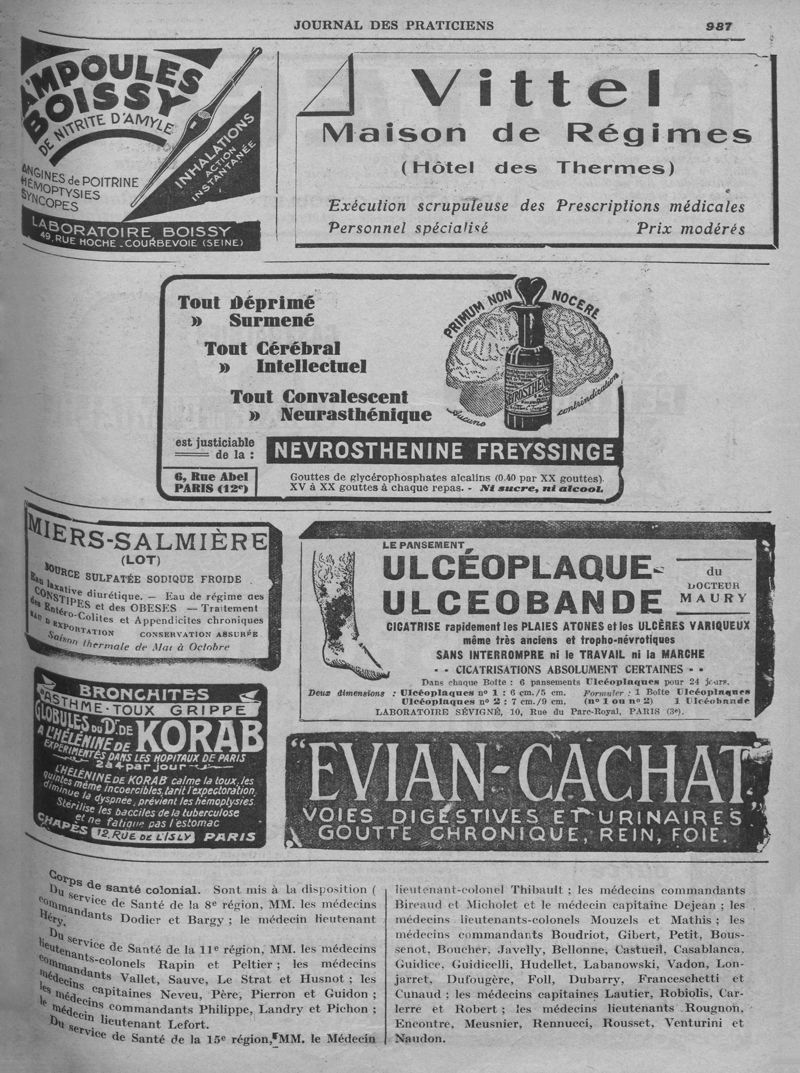 JOURNAL DES PRATICIENS
987
AMPOULES
BOISSY
DE NITRITE D'AMYLE
INHALATIONS
ACTION
INSTANTANÉE
ANGINES de POITRINE
HÉMOPTYSIES
SYNCOPES
LABORATOIRE BOISSY
49, RUE HOCHE - COURBEVOIE (SEINE)
Vittel
Maison de Régimes
(Hôtel des Thermes)
Exécution scrupuleuse des Prescriptions médicales
Personnel spécialisé Prix modérés
Tout Déprimé
» Surmené
Tout Cérébral
» Intellectuel
Tout Convalescent
» Neurasthénique
PRIMUM NON NOCERE
Aucune contrindication
est justiciable
de la :
NEVROSTHENINE FREYSSINGE
6, Rue Abel
PARIS (12e)
Gouttes de glycérophosphates alcalins (0.40 par XX gouttes).
XV à XX gouttes à chaque repas. - Ni sucre, ni alcool.
MIERS-SALMIÈRE
(LOT)
SOURCE SULFATÉE SODIQUE FROIDE
Eau laxative diurétique. — Eau de régime des
CONSTIPÉS et des OBESES — Traitement
des Entéro-Colites et Appendicites chroniques
EAU D'EXPORTATION CONSERVATION ASSURÉE
Saison thermale de Mai à Octobre
LE PANSEMENT
ULCÉOPLAQUE-
ULCEOBANDE
du
DOCTEUR
MAURY
CICATRISE rapidement les PLAIES ATONES et les ULCÈRES VARIQUEUX
même très anciens et tropho-névrotiques
SANS INTERROMPRE ni le TRAVAIL ni la MARCHE
- - CICATRISATIONS ABSOLUMENT CERTAINES - -
Dans chaque Boîte : 6 pansements Ulcéoplaques pour 24 jours.
Deux dimensions : Ulcéoplaques n° 1 : 6 cm./5 cm. Formuler : 1 Boîte Ulcéoplaques
Ulcéoplaques n° 2 : 7 cm./9 cm. (n° 1 ou n° 2) 1 Ulcéobande
LABORATOIRE SÉVIGNÉ, 10, Rue du Parc-Royal, PARIS (3e).
BRONCHITES
ASTHME - TOUX GRIPPE
GLOBULES DU Dr. DE
A L'HÉLÉNINE DE
KORAB
EXPÉRIMENTÉS DANS LES HOPITAUX DE PARIS
2 à 4 par jour
L'HÉLÉNINE DE KORAB calme la toux, les
quintes même incoercibles, tarit l'expectoration,
diminue la dyspnée, prévient les hémoptysies.
Stérilise les bacilles de la tuberculose
et ne fatigue pas l'estomac
CHAPÈS 12, RUE DE L'ISLY PARIS
"EVIAN-CACHAT"
VOIES DIGESTIVES ET URINAIRES
GOUTTE CHRONIQUE, REIN, FOIE.
Corps de santé colonial. Sont mis à la disposition (
Du service de Santé de la 8e région, MM. les médecins
commandants Dodier et Bargy ; le médecin lieutenant
Héry.
Du service de Santé de la 11e région, MM. les médecins
lieutenants-colonels Rapin et Peltier ; les médecins
commandants Vallet, Sauve, Le Strat et Husnot ; les
médecins capitaines Neveu, Père, Pierron et Guidon ;
les médecins commandants Philippe, Landry et Pichon ;
le médecin lieutenant Lefort.
Du service de Santé de la 15e région, MM. le Médecin
lieutenant-colonel Thibault ; les médecins commandants
Bireaud et Micholet et le médecin capitaine Dejean ; les
médecins lieutenants-colonels Mouzels et Mathis ; les
médecins commandants Boudriot, Gibert, Petit, Bous-
senot, Boucher, Javelly, Bellonne, Castueil, Casablanca,
Guidice, Guidicelli, Hudellet, Labanowski, Vadon, Lon-
jarret, Dufougère, Foll, Dubarry, Franceschetti et
Cunaud ; les médecins capitaines Lautier, Robiolis, Car-
lerre et Robert ; les médecins lieutenants Rougnon,
Encontre, Meusnier, Rennucci, Rousset, Venturini et
Naudon.